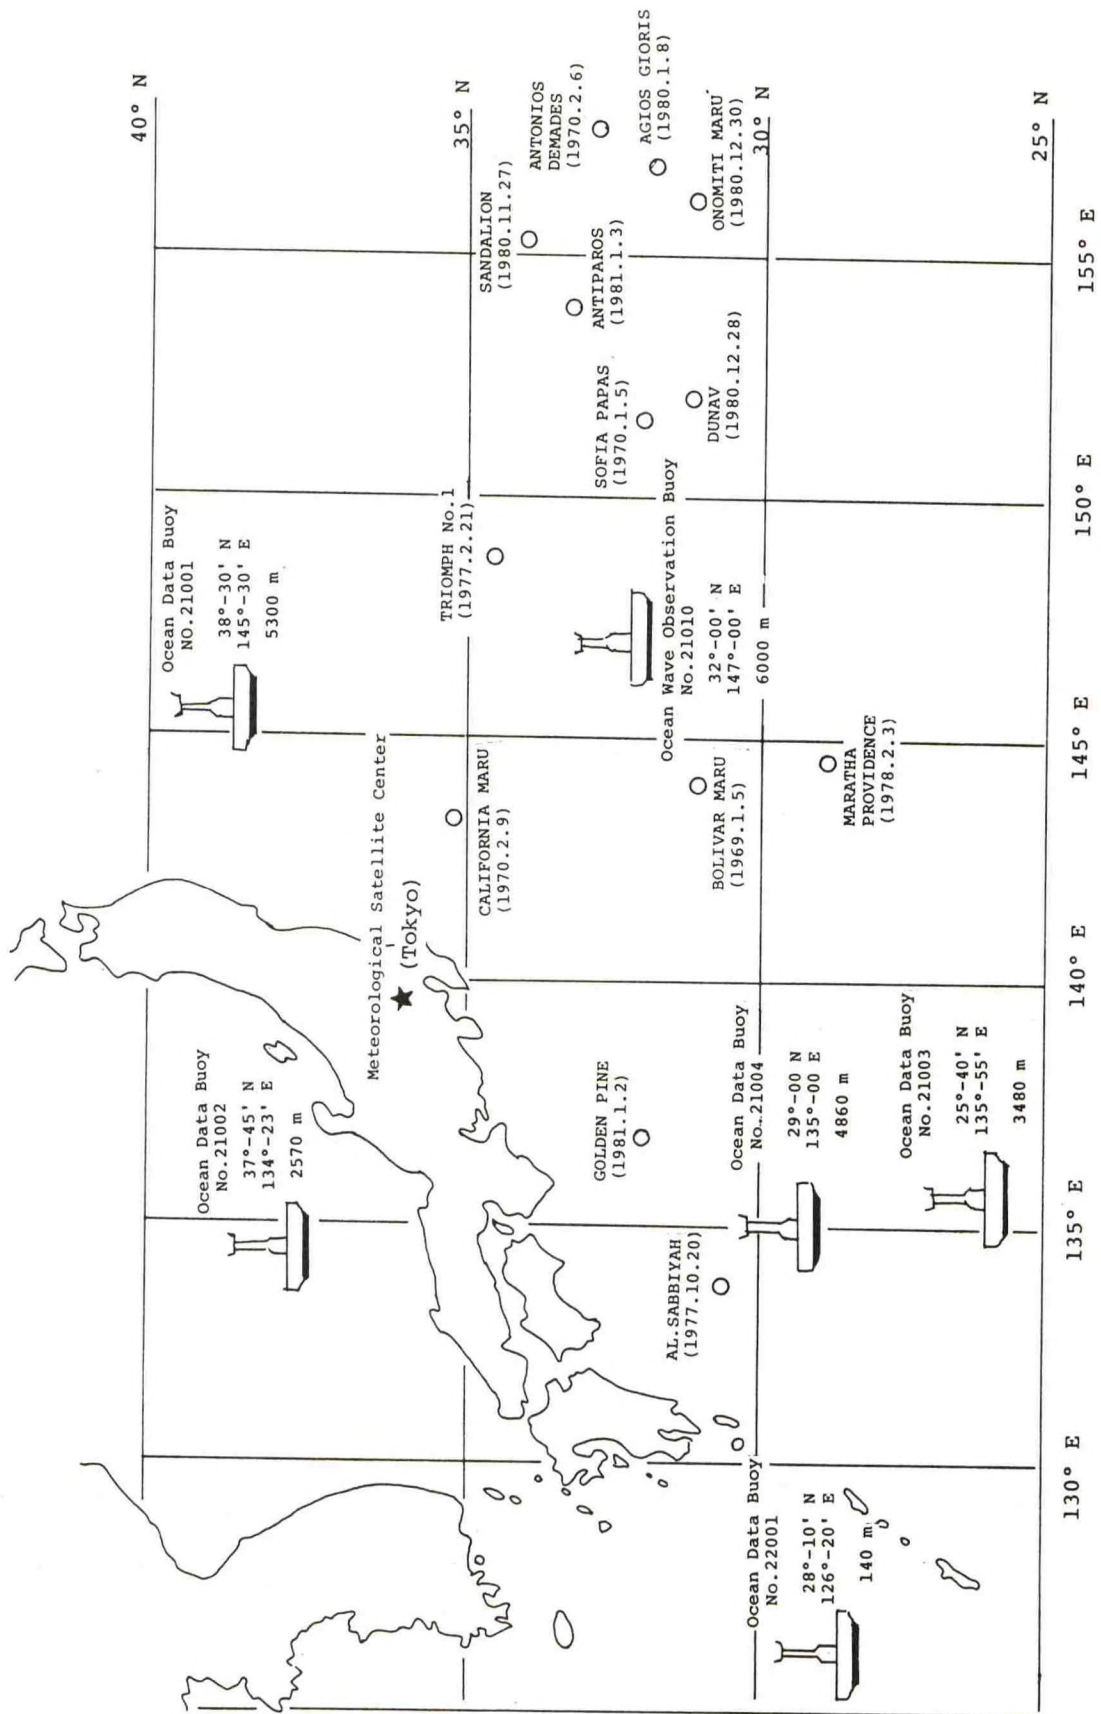 40° N
35° N
30° N
25° N
130° E
135° E
140° E
145° E
150° E
155° E
Ocean Data Buoy
No.21002
37°-45' N
134°-23' E
2570 m
Ocean Data Buoy
NO.21001
38°-30' N
145°-30' E
5300 m
Meteorological Satellite Center
(Tokyo)
CALIFORNIA MARU
(1970.2.9)
TRIOMPH No.1
(1977.2.21)
SANDALION
(1980.11.27)
ANTONIOS
DEMADES
(1970.2.6)
AGIOS GIORIS
(1980.1.8)
ONOMITI MARU
(1980.12.30)
ANTIPAROS
(1981.1.3)
SOFIA PAPAS
(1970.1.5)
DUNAV
(1980.12.28)
Ocean Wave Observation Buoy
No.21010
32°-00' N
147°-00' E
6000 m
BOLIVAR MARU
(1969.1.5)
MARATHA
PROVIDENCE
(1978.2.3)
GOLDEN PINE
(1981.1.2)
AL.SABBIYAH
(1977.10.20)
Ocean Data Buoy
No.21004
29°-00 N
135°-00 E
4860 m
Ocean Data Buoy
No.21003
25°-40' N
135°-55' E
3480 m
Ocean Data Buoy
No.22001
28°-10' N
126°-20' E
140 m